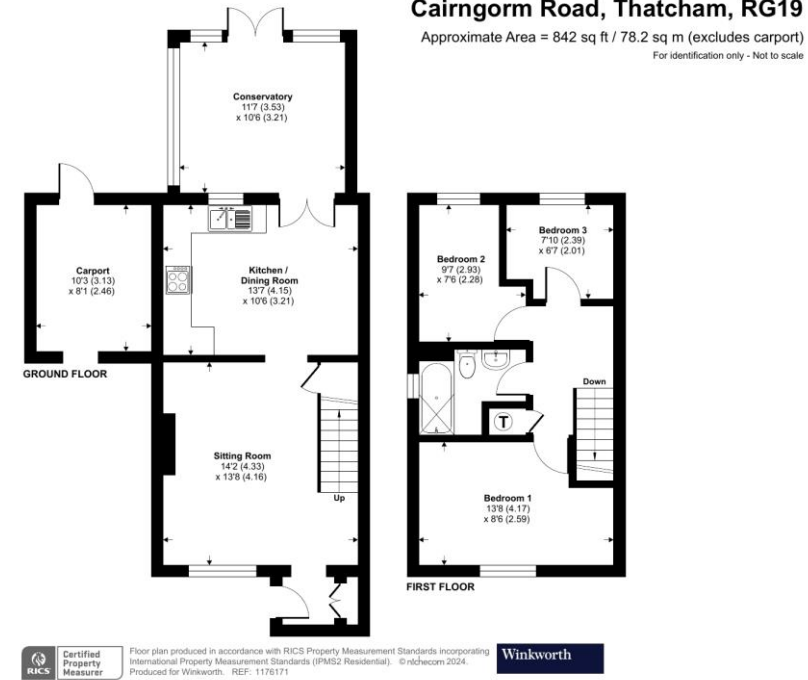 Cairngorm Road, Thatcham, RG19
Approximate Area = 842 sq ft / 78.2 sq m (excludes carport)
For identification only - Not to scale
Conservatory
11'7 (3.53)
x 10'6 (3.21)
Carport
10'3 (3.13)
x 8'1 (2.46)
Kitchen /
Dining Room
13'7 (4.15)
x 10'6 (3.21)
GROUND FLOOR
Sitting Room
14'2 (4.33)
x 13'8 (4.16)
Up
Bedroom 2
9'7 (2.93)
x 7'6 (2.28)
Bedroom 3
7'10 (2.39)
x 6'7 (2.01)
Down
T
Bedroom 1
13'8 (4.17)
x 8'6 (2.59)
FIRST FLOOR
RICS
Certified
Property
Measurer
Floor plan produced in accordance with RICS Property Measurement Standards incorporating
International Property Measurement Standards (IPMS2 Residential). © nichecom 2024.
Produced for Winkworth. REF: 1176171
Winkworth